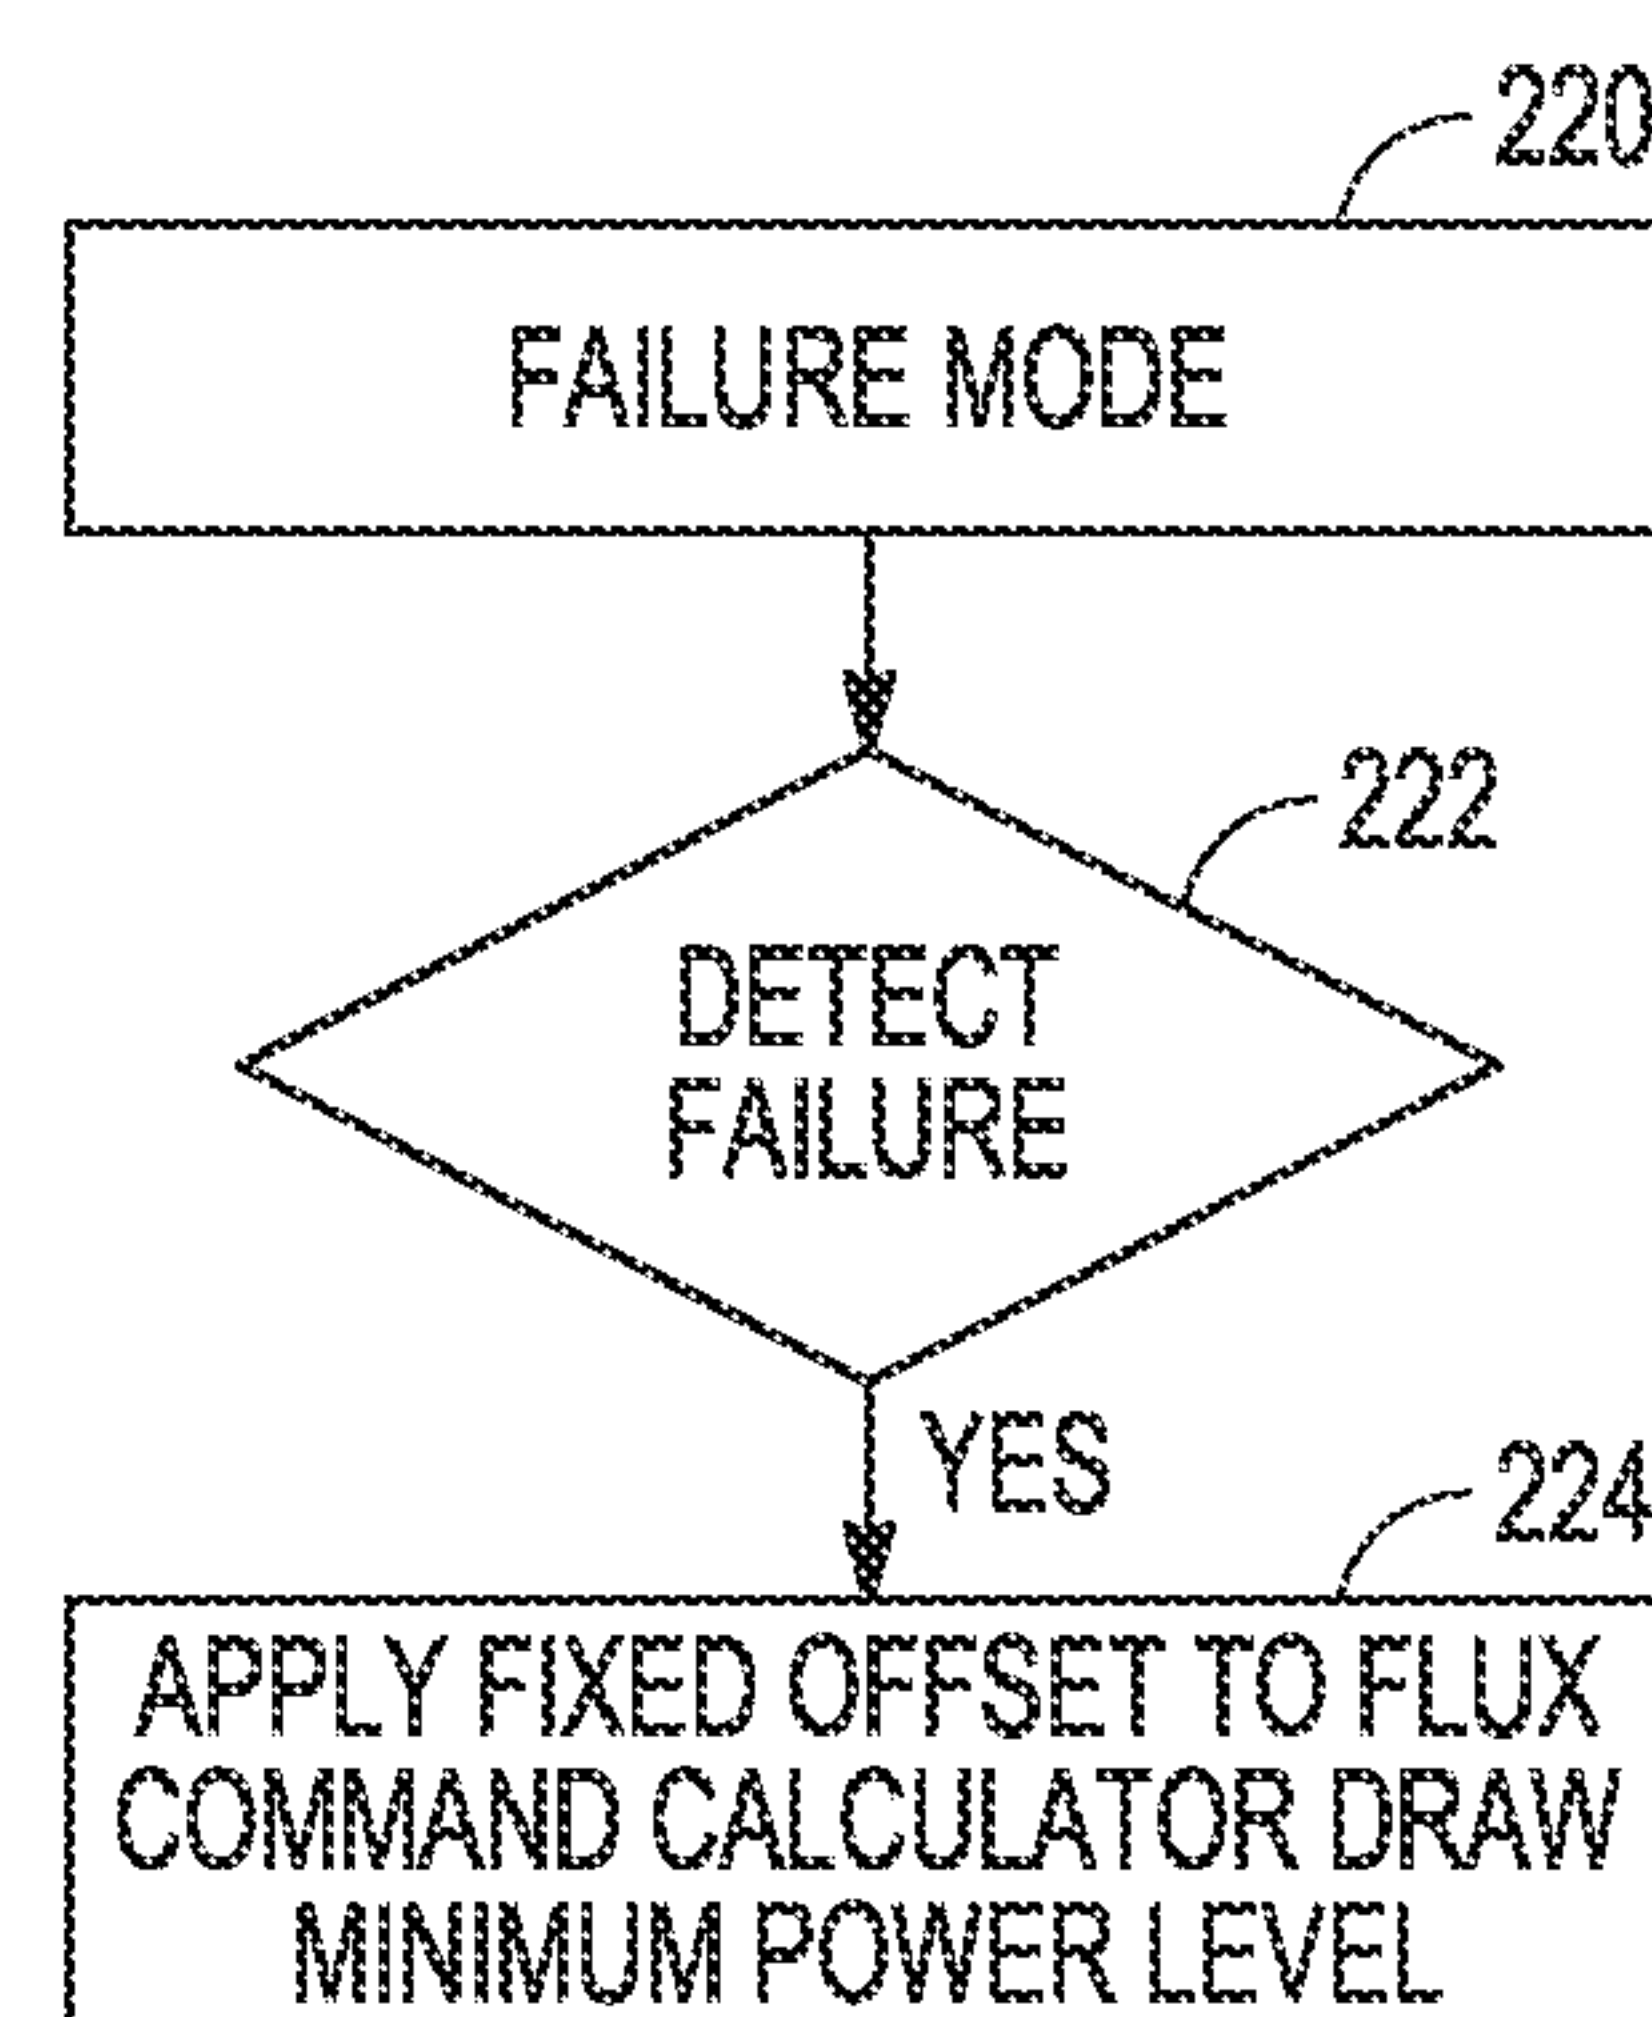 220
FAILURE MODE
222
DETECT
FAILURE
YES
224
APPLY FIXED OFFSET TO FLUX
COMMAND CALCULATOR DRAW
MINIMUM POWER LEVEL